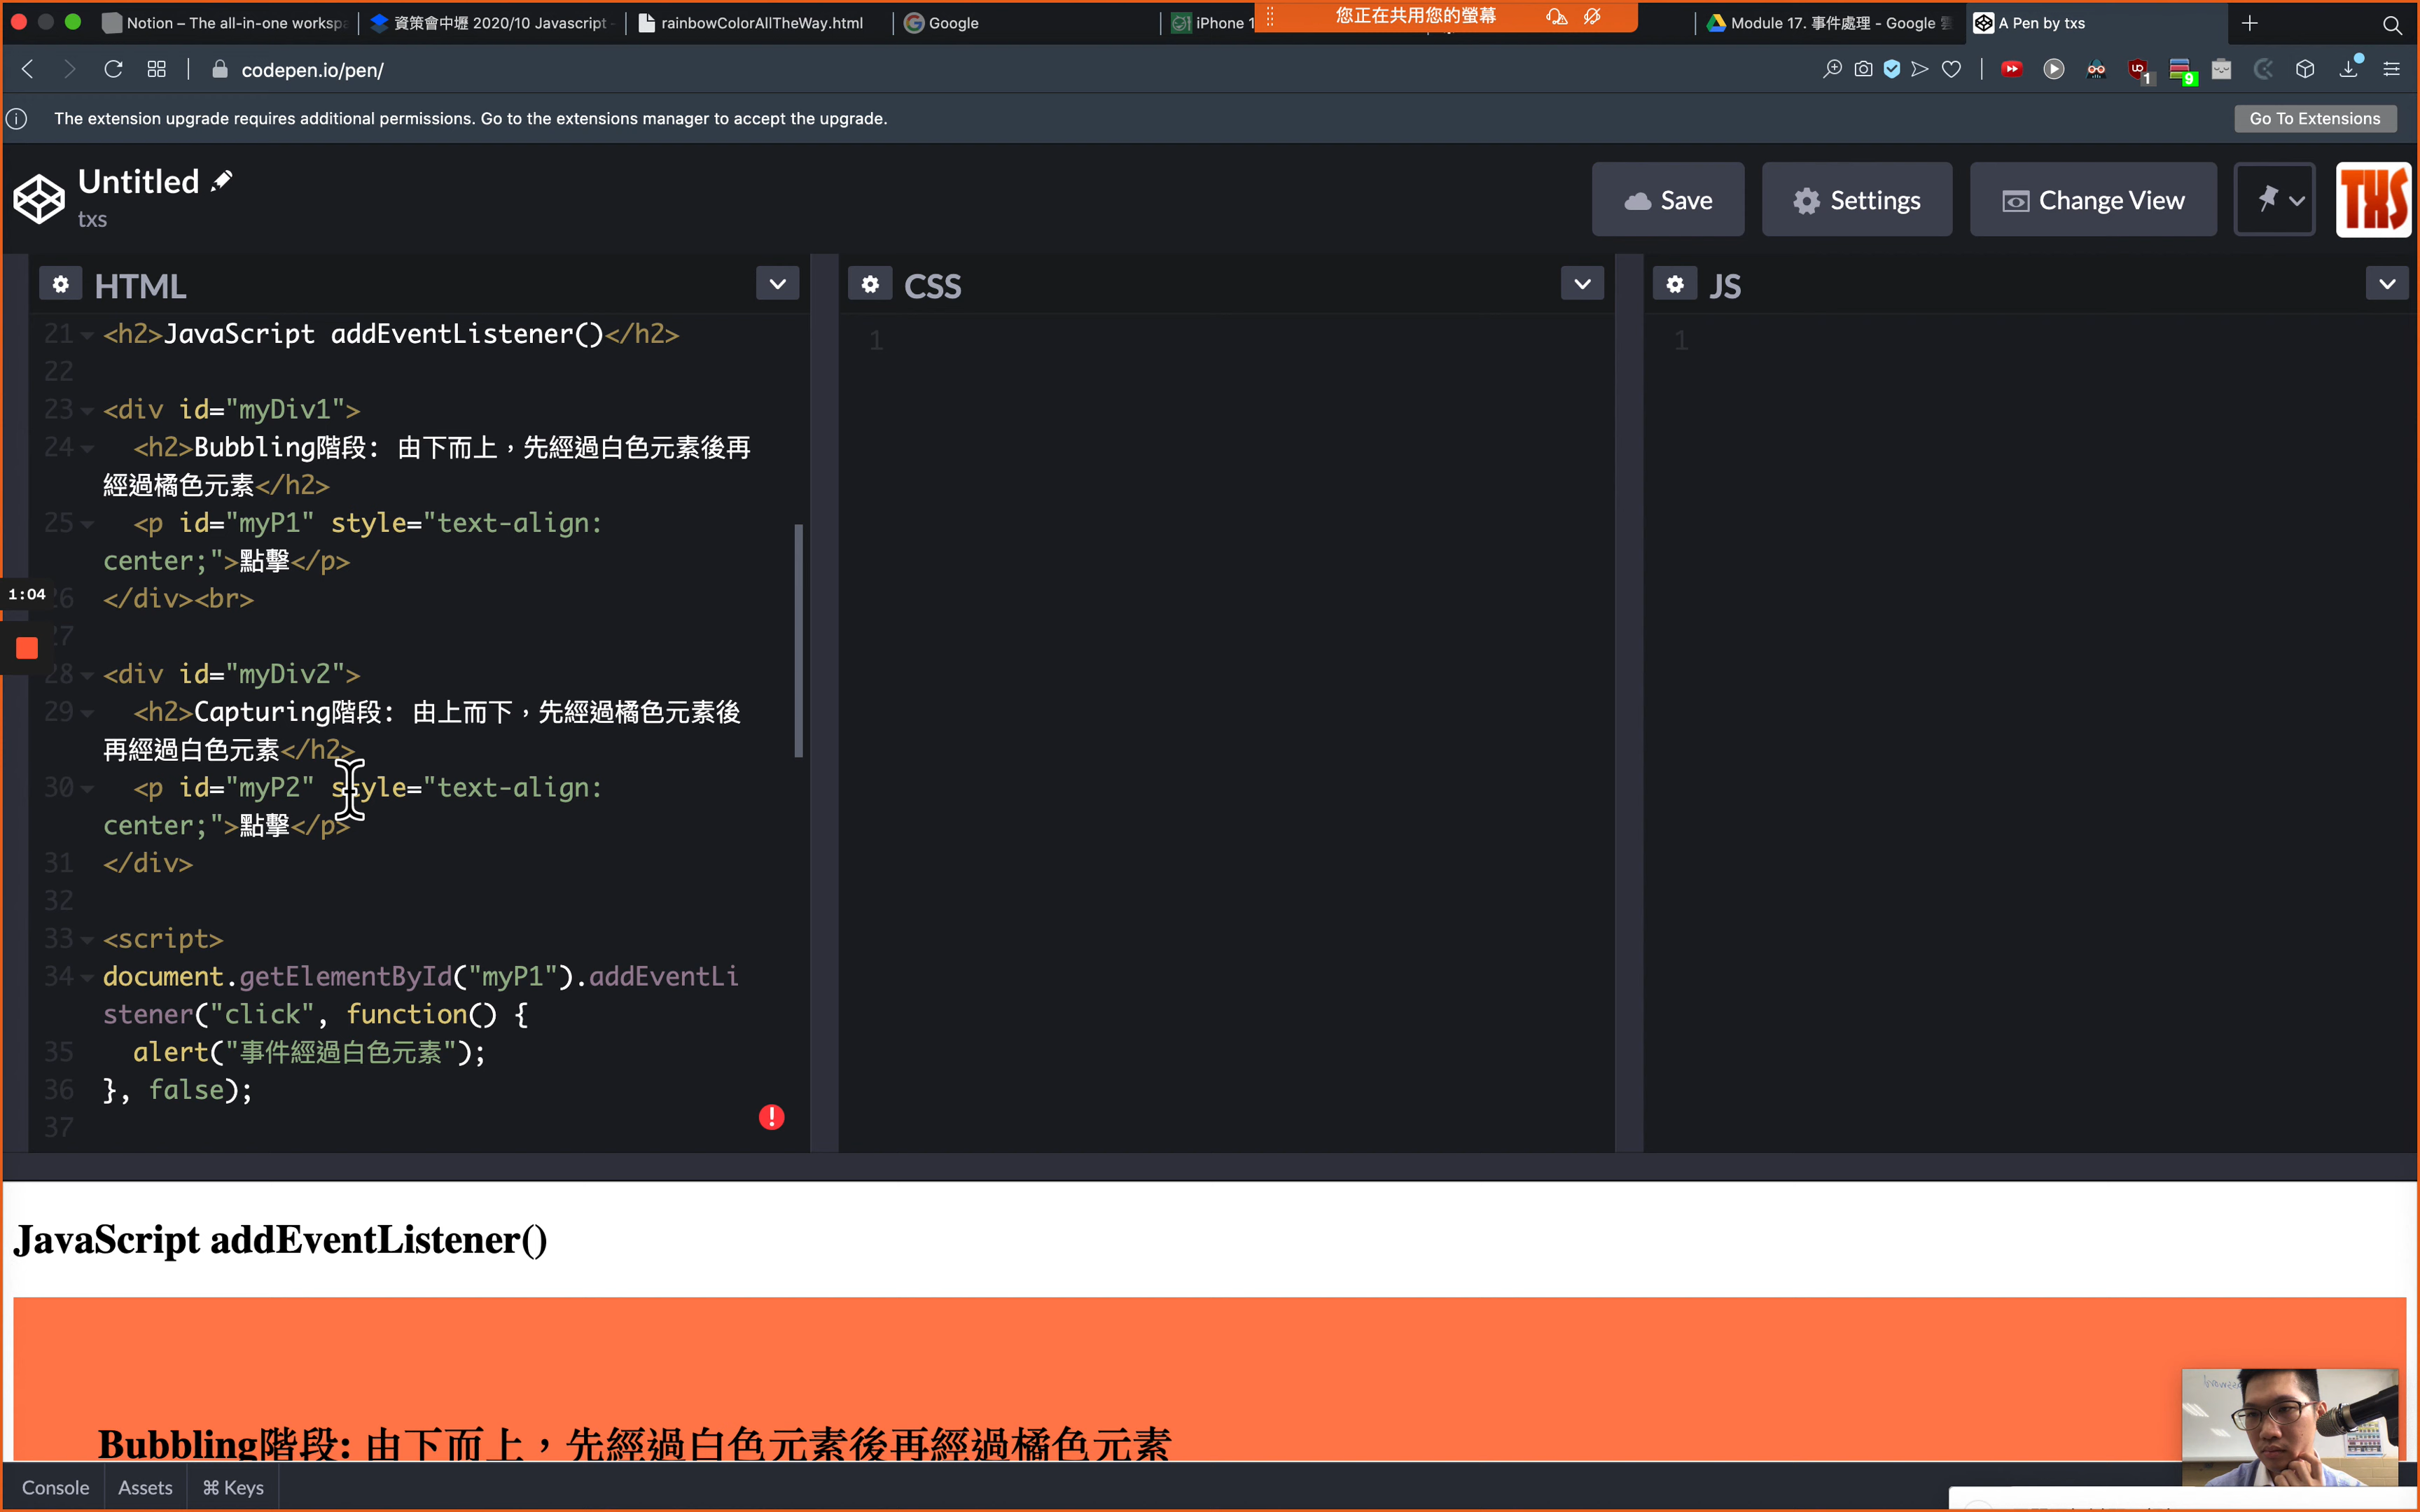 Notion – The all-in-one workspa
資策會中壢 2020/10 Javascript
rainbowColorAllTheWay.html
Google
iPhone 1
您正在共用您的螢幕
Module 17. 事件處理 - Google 雲
A Pen by txs
codepen.io/pen/
1
9
The extension upgrade requires additional permissions. Go to the extensions manager to accept the upgrade.
Go To Extensions
Untitled
txs
Save
Settings
Change View
TXS
HTML
CSS
JS
21 <h2>JavaScript addEventListener()</h2>
22
23 <div id="myDiv1">
24 <h2>Bubbling階段: 由下而上，先經過白色元素後再
經過橘色元素</h2>
25 <p id="myP1" style="text-align:
center;">點擊</p>
1:04
6 </div><br>
27
28 <div id="myDiv2">
29 <h2>Capturing階段: 由上而下，先經過橘色元素後
再經過白色元素</h2>
30 <p id="myP2" style="text-align:
center;">點擊</p>
31 </div>
32
33 <script>
34 document.getElementById("myP1").addEventLi
stener("click", function() {
35 alert("事件經過白色元素");
36 }, false);
37
1
1
JavaScript addEventListener()
Bubbling階段: 由下而上，先經過白色元素後再經過橘色元素
Console
Assets
⌘ Keys